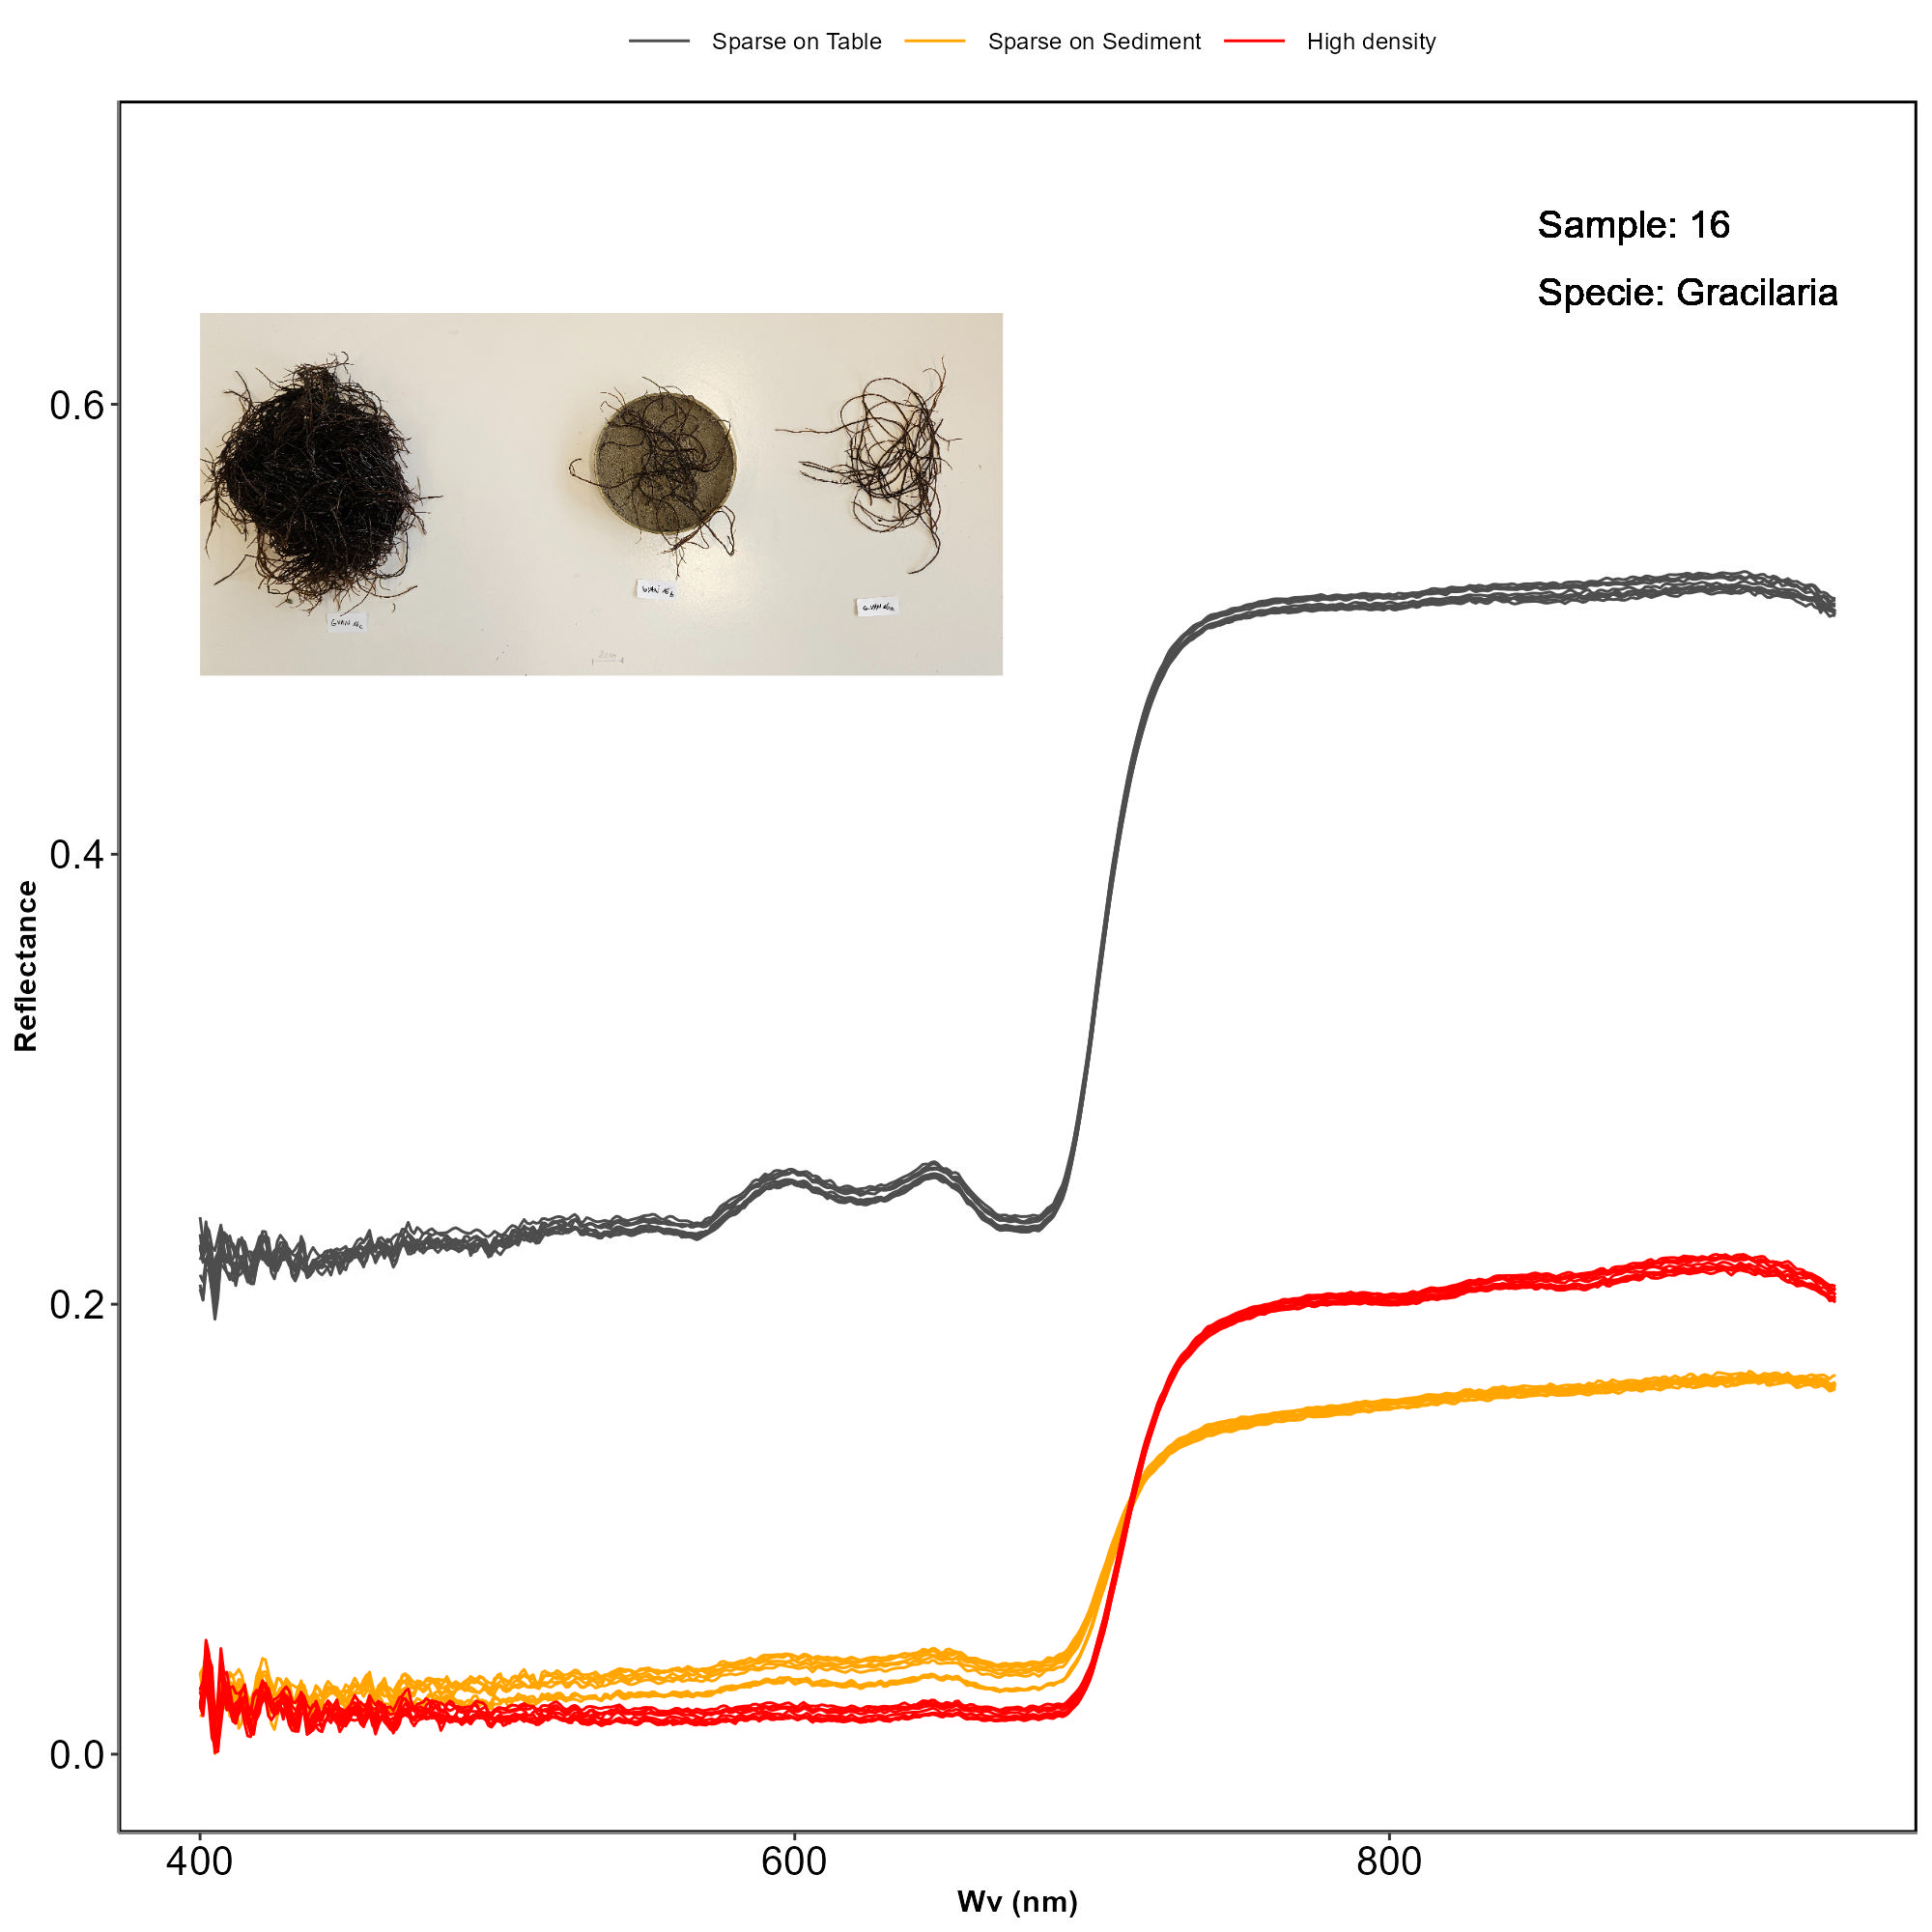 Sparse on Table Sparse on Sediment High density
Sample: 16
Specie: Gracilaria
0.6
0.4
0.2
0.0
Reflectance
400 600 800
Wv (nm)